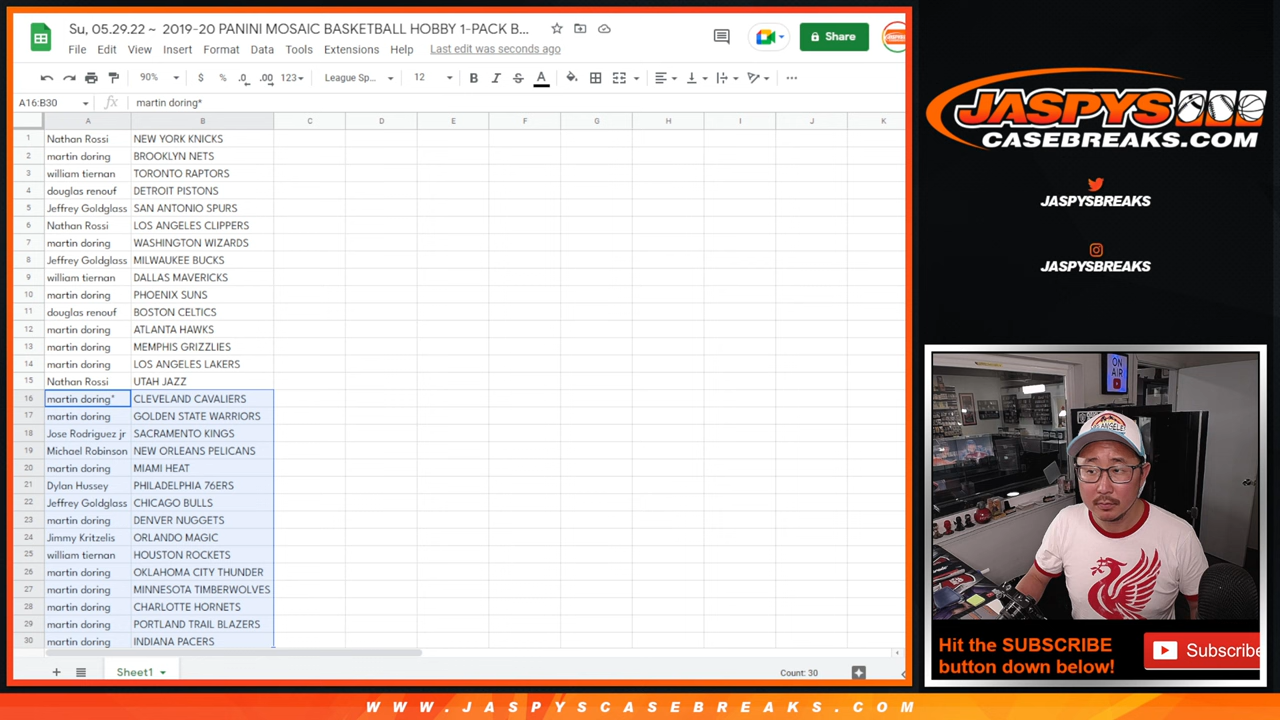 Su, 05.29.22 ~ 2019-20 PANINI MOSAIC BASKETBALL HOBBY 1-PACK B...
File Edit View Insert Format Data Tools Extensions Help Last edit was seconds ago
Share
90% $ % .0 .00 123 League Sp... 12 B I S A
A16:B30 fx martin doring*
A B C D E F G H I J K
1 Nathan Rossi NEW YORK KNICKS
2 martin doring BROOKLYN NETS
3 william tiernan TORONTO RAPTORS
4 douglas renouf DETROIT PISTONS
5 Jeffrey Goldglass SAN ANTONIO SPURS
6 Nathan Rossi LOS ANGELES CLIPPERS
7 martin doring WASHINGTON WIZARDS
8 Jeffrey Goldglass MILWAUKEE BUCKS
9 william tiernan DALLAS MAVERICKS
10 martin doring PHOENIX SUNS
11 douglas renouf BOSTON CELTICS
12 martin doring ATLANTA HAWKS
13 martin doring MEMPHIS GRIZZLIES
14 martin doring LOS ANGELES LAKERS
15 Nathan Rossi UTAH JAZZ
16 martin doring* CLEVELAND CAVALIERS
17 martin doring GOLDEN STATE WARRIORS
18 Jose Rodriguez jr SACRAMENTO KINGS
19 Michael Robinson NEW ORLEANS PELICANS
20 martin doring MIAMI HEAT
21 Dylan Hussey PHILADELPHIA 76ERS
22 Jeffrey Goldglass CHICAGO BULLS
23 martin doring DENVER NUGGETS
24 Jimmy Kritzelis ORLANDO MAGIC
25 william tiernan HOUSTON ROCKETS
26 martin doring OKLAHOMA CITY THUNDER
27 martin doring MINNESOTA TIMBERWOLVES
28 martin doring CHARLOTTE HORNETS
29 martin doring PORTLAND TRAIL BLAZERS
30 martin doring INDIANA PACERS
Sheet1 Count: 30
JASPYS
CASEBREAKS.COM
JASPYSBREAKS
JASPYSBREAKS
ON
AIR
Hit the SUBSCRIBE
button down below!
Subscribe
WWW.JASPYSCASEBREAKS.COM